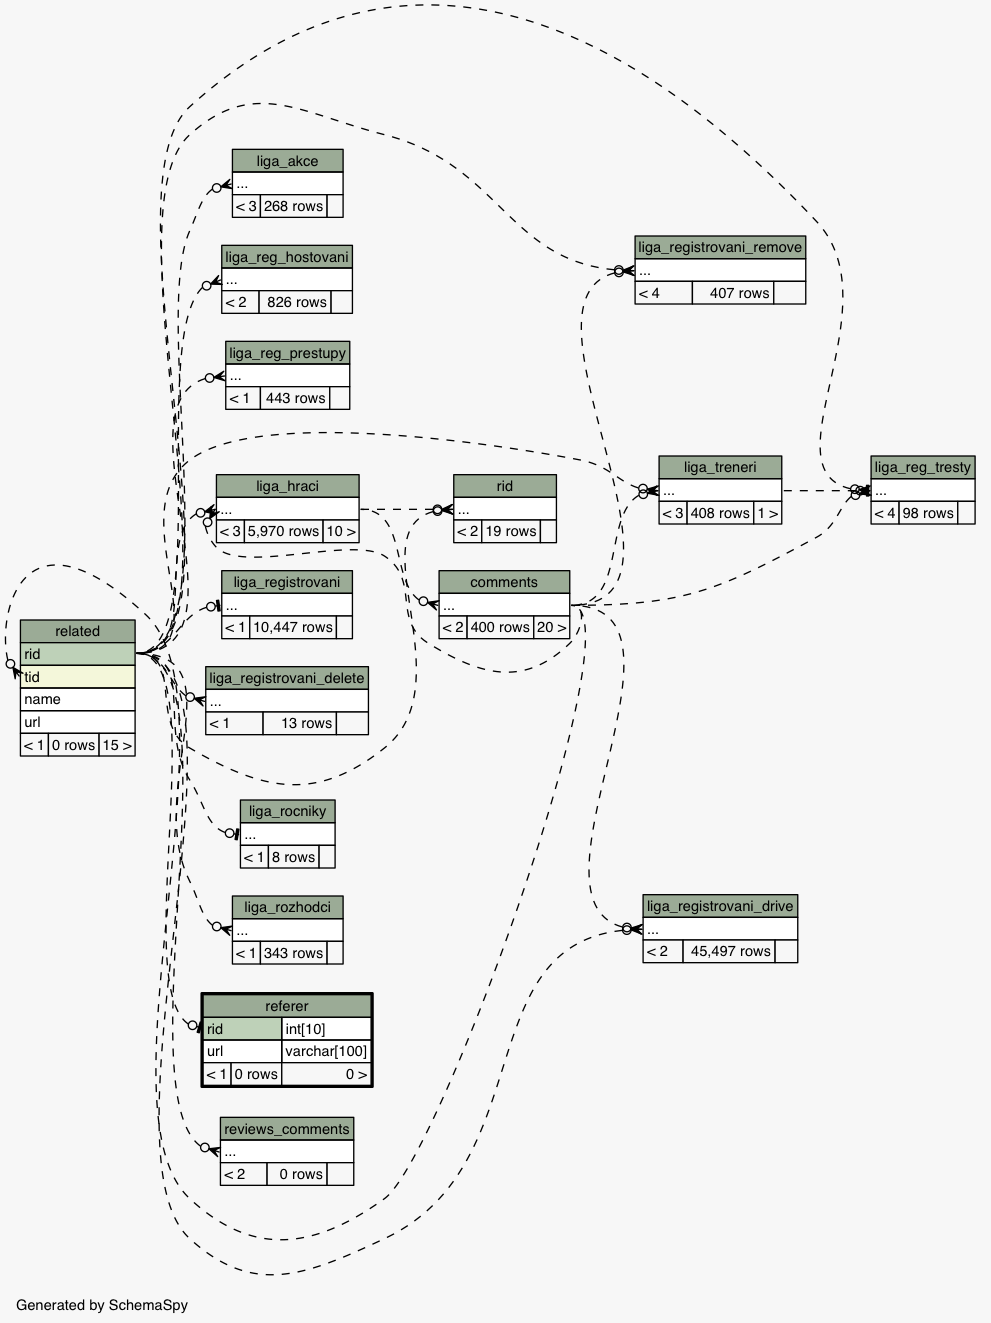 liga_akce
...
< 3 268 rows
liga_reg_hostovani
...
< 2 826 rows
liga_registrovani_remove
...
< 4 407 rows
liga_reg_prestupy
...
< 1 443 rows
liga_treneri
...
< 3 408 rows 1 >
liga_reg_tresty
...
< 4 98 rows
liga_hraci
...
< 3 5,970 rows 10 >
rid
...
< 2 19 rows
liga_registrovani
...
< 1 10,447 rows
comments
...
< 2 400 rows 20 >
related
rid
tid
name
url
< 1 0 rows 15 >
liga_registrovani_delete
...
< 1 13 rows
liga_rocniky
...
< 1 8 rows
liga_rozhodci
...
< 1 343 rows
liga_registrovani_drive
...
< 2 45,497 rows
referer
rid int[10]
url varchar[100]
< 1 0 rows 0 >
reviews_comments
...
< 2 0 rows
Generated by SchemaSpy